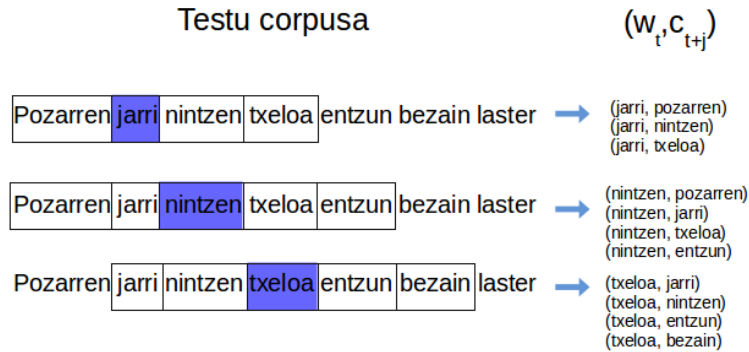 Testu corpusa
(w_t,c_{t+j})
Pozarren jarri nintzen txeloa entzun bezain laster
(jarri, pozarren)
(jarri, nintzen)
(jarri, txeloa)
Pozarren jarri nintzen txeloa entzun bezain laster
(nintzen, pozarren)
(nintzen, jarri)
(nintzen, txeloa)
(nintzen, entzun)
Pozarren jarri nintzen txeloa entzun bezain laster
(txeloa, jarri)
(txeloa, nintzen)
(txeloa, entzun)
(txeloa, bezain)